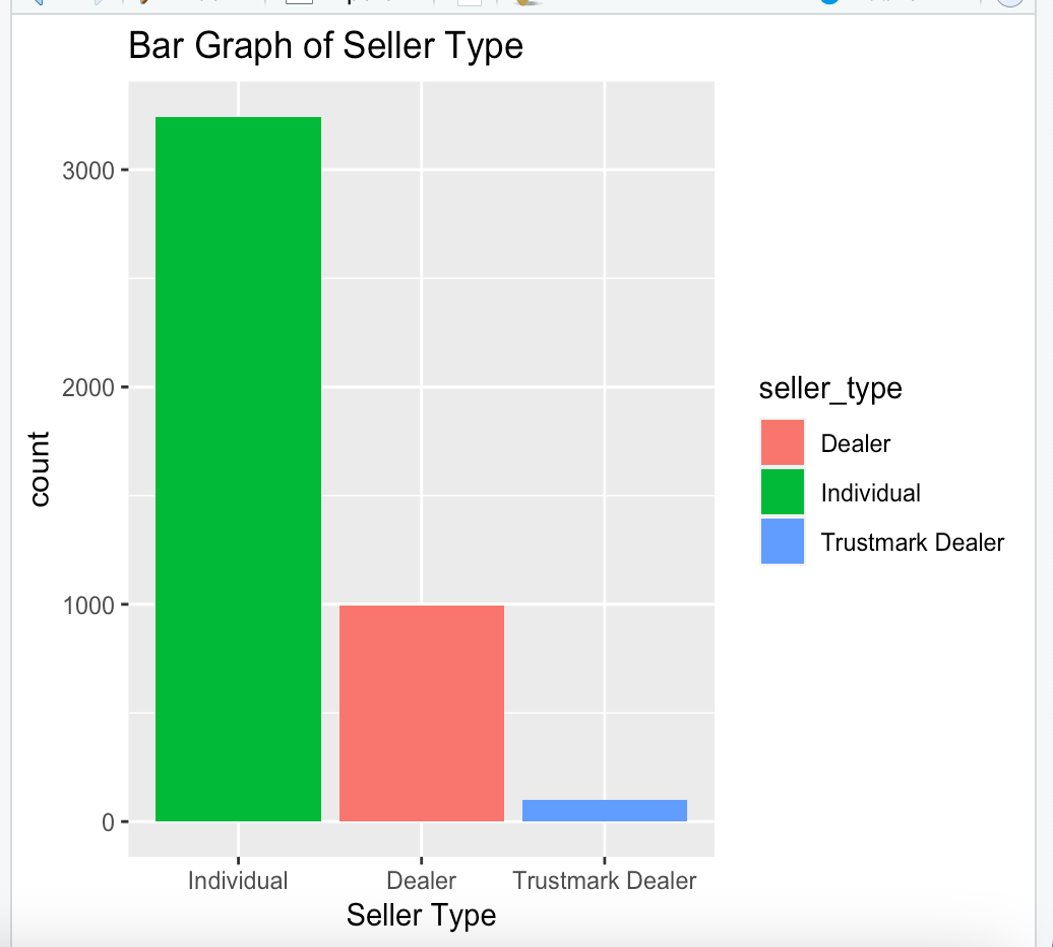 Bar Graph of Seller Type
3000
2000
1000
0
count
Individual
Dealer
Trustmark Dealer
Seller Type
seller_type
Dealer
Individual
Trustmark Dealer